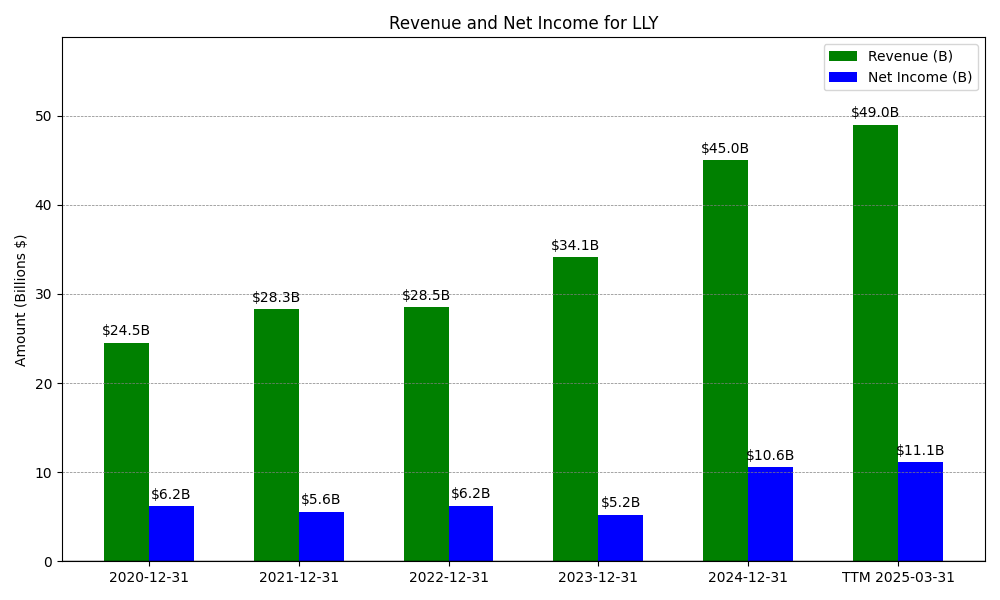 Revenue and Net Income for LLY
Revenue (B)
Net Income (B)
Amount (Billions $)
50
40
30
20
10
0
$24.5B
$6.2B
$28.3B
$5.6B
$28.5B
$6.2B
$34.1B
$5.2B
$45.0B
$10.6B
$49.0B
$11.1B
2020-12-31
2021-12-31
2022-12-31
2023-12-31
2024-12-31
TTM 2025-03-31